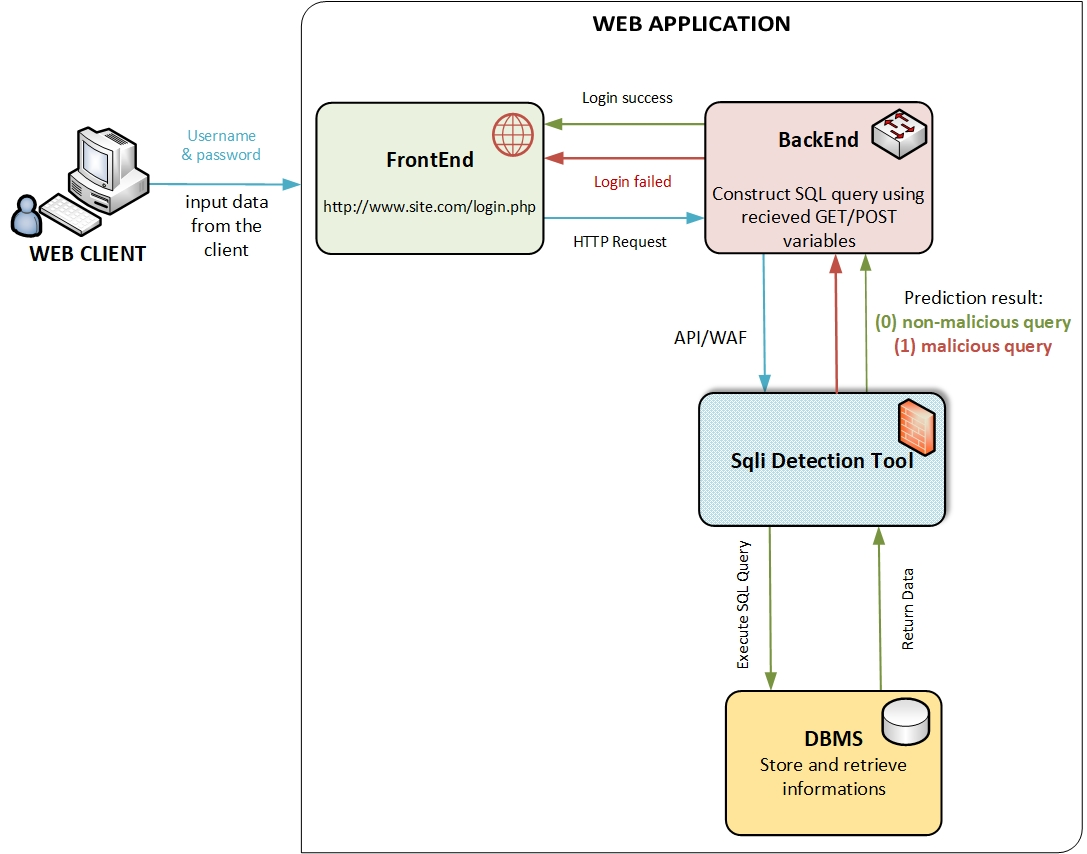 WEB APPLICATION
Username
& password
input data
from the
client
WEB CLIENT
FrontEnd
http://www.site.com/login.php
Login success
Login failed
HTTP Request
BackEnd
Construct SQL query using
recieved GET/POST
variables
API/WAF
Prediction result:
(0) non-malicious query
(1) malicious query
Sqli Detection Tool
Execute SQL Query
Return Data
DBMS
Store and retrieve
informations